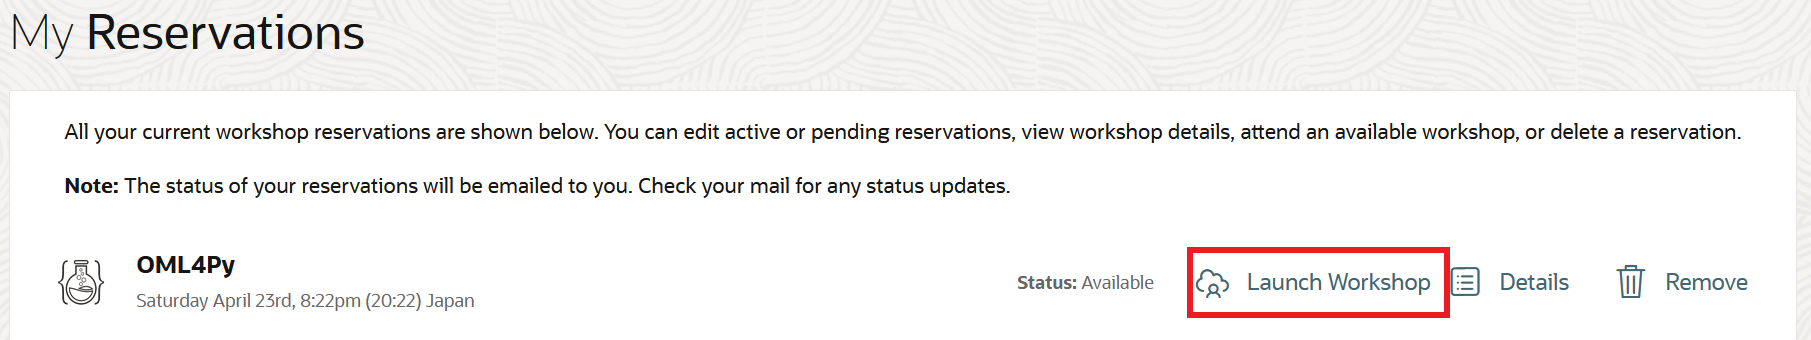 My Reservations
All your current workshop reservations are shown below. You can edit active or pending reservations, view workshop details, attend an available workshop, or delete a reservation.
Note: The status of your reservations will be emailed to you. Check your mail for any status updates.
OML4Py
Saturday April 23rd, 8:22pm (20:22) Japan
Status: Available Launch Workshop Details Remove